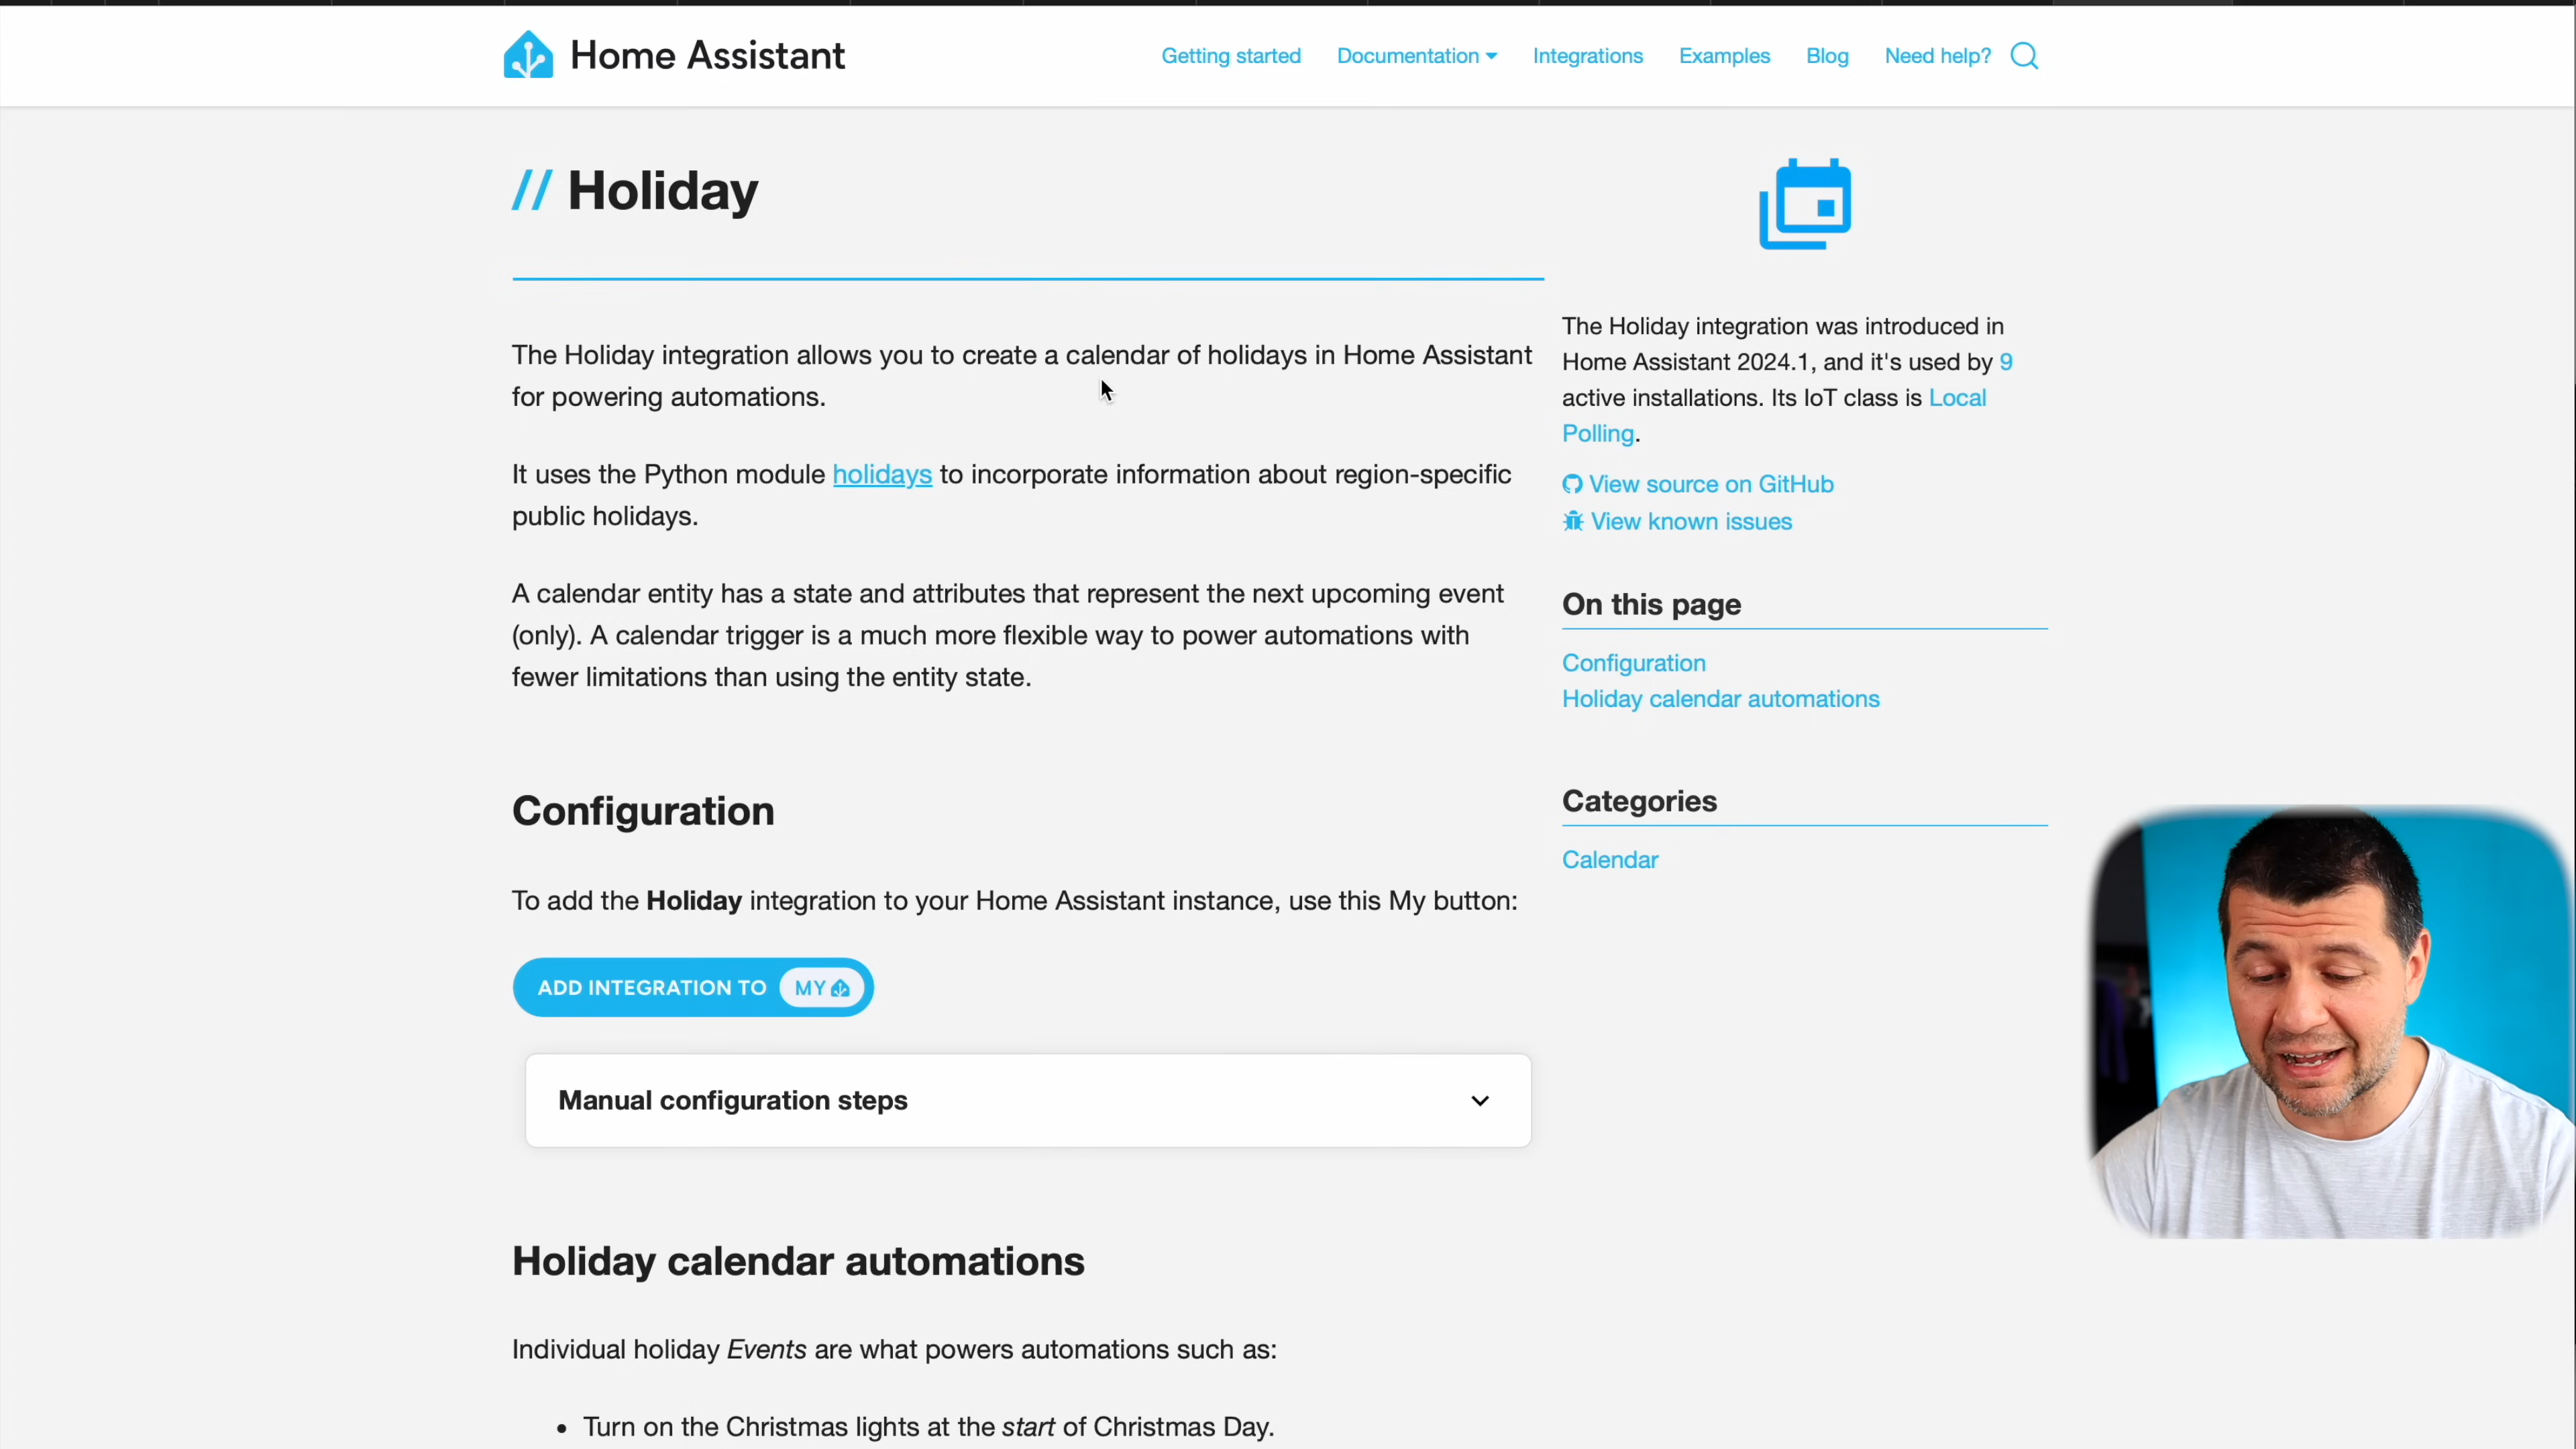 Home Assistant
Getting started
Documentation
Integrations
Examples
Blog
Need help?
// Holiday
The Holiday integration allows you to create a calendar of holidays in Home Assistant
for powering automations.
It uses the Python module holidays to incorporate information about region-specific
public holidays.
A calendar entity has a state and attributes that represent the next upcoming event
(only). A calendar trigger is a much more flexible way to power automations with
fewer limitations than using the entity state.
Configuration
To add the Holiday integration to your Home Assistant instance, use this My button:
ADD INTEGRATION TO MY
Manual configuration steps
Holiday calendar automations
Individual holiday Events are what powers automations such as:
• Turn on the Christmas lights at the start of Christmas Day.
The Holiday integration was introduced in
Home Assistant 2024.1, and it's used by 9
active installations. Its IoT class is Local
Polling.
View source on GitHub
View known issues
On this page
Configuration
Holiday calendar automations
Categories
Calendar